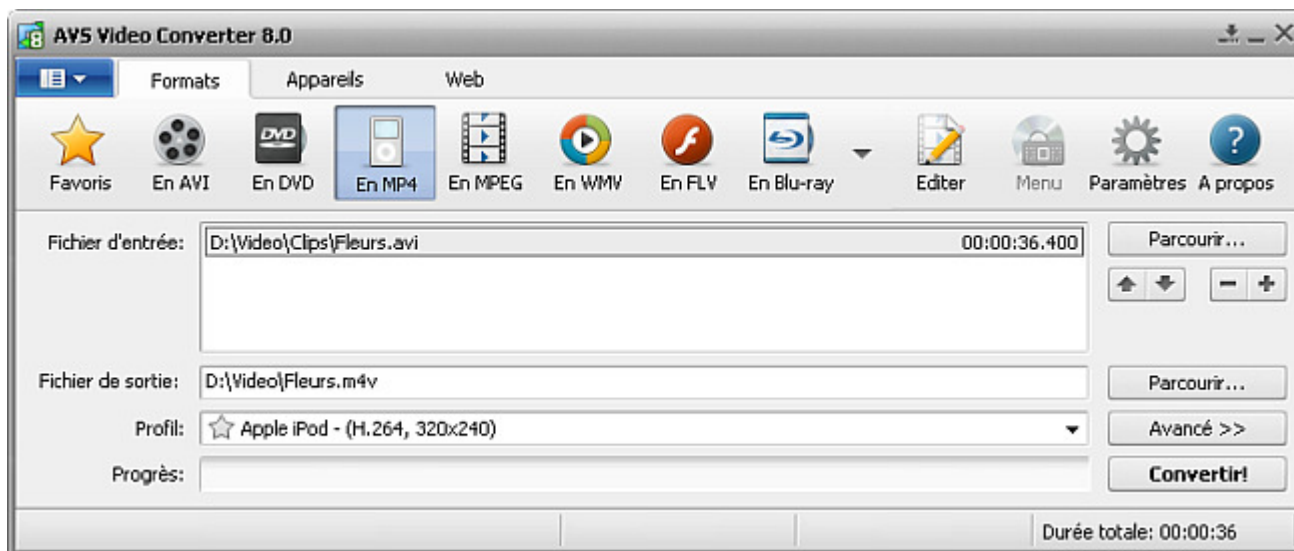 AVS Video Converter 8.0
Formats Appareils Web
Favoris En AVI En DVD En MP4 En MPEG En WMV En FLV En Blu-ray Editer Menu Paramètres A propos
Fichier d'entrée: D:\Video\Clips\Fleurs.avi 00:00:36.400 Parcourir...
Fichier de sortie: D:\Video\Fleurs.m4v Parcourir...
Profil: Apple iPod - (H.264, 320x240) Avancé >>
Progrès: Convertir!
Durée totale: 00:00:36